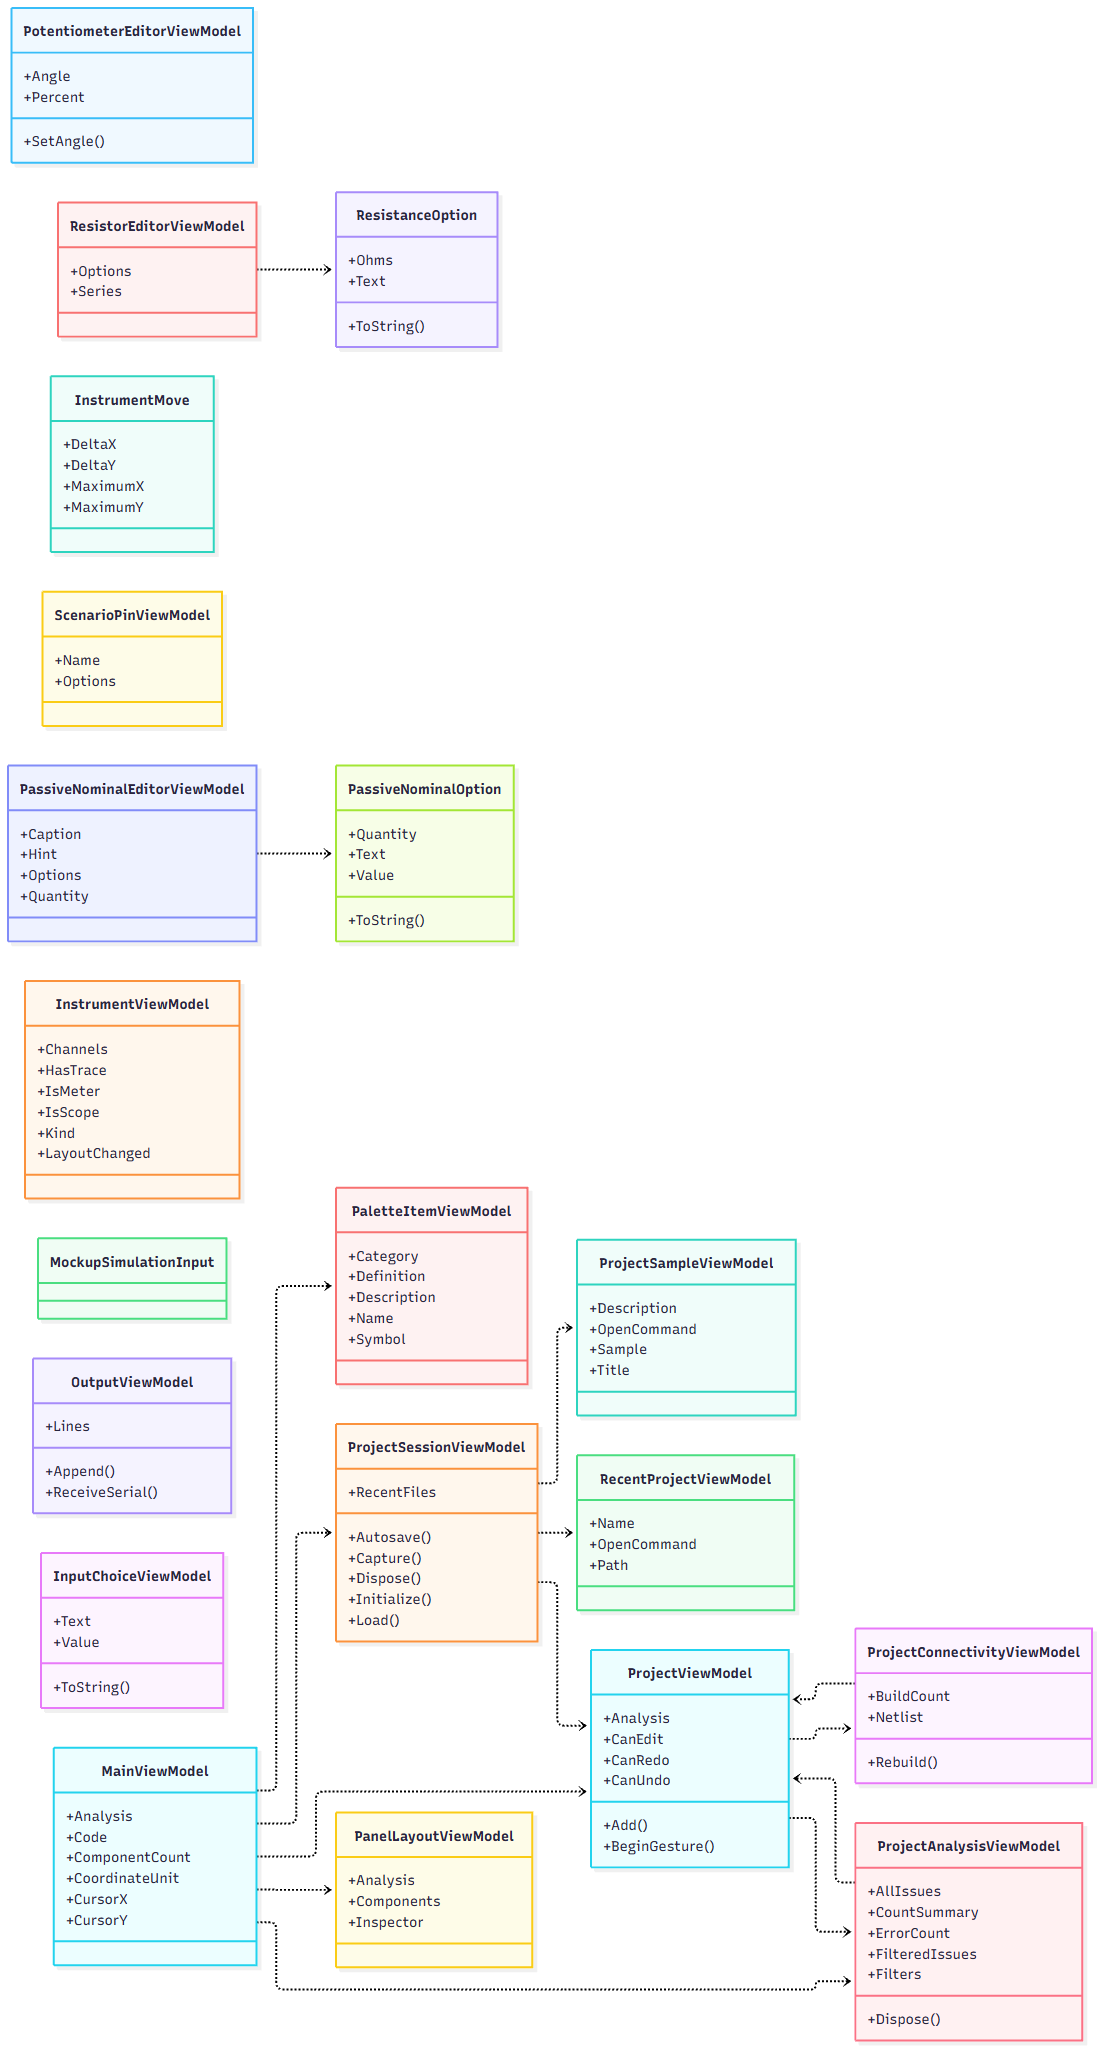 PotentiometerEditorViewModel
+Angle
+Percent
+SetAngle()
ResistorEditorViewModel
+Options
+Series
ResistanceOption
+Ohms
+Text
+ToString()
InstrumentMove
+DeltaX
+DeltaY
+MaximumX
+MaximumY
ScenarioPinViewModel
+Name
+Options
PassiveNominalEditorViewModel
+Caption
+Hint
+Options
+Quantity
PassiveNominalOption
+Quantity
+Text
+Value
+ToString()
InstrumentViewModel
+Channels
+HasTrace
+IsMeter
+IsScope
+Kind
+LayoutChanged
PaletteItemViewModel
+Category
+Definition
+Description
+Name
+Symbol
MockupSimulationInput
ProjectSampleViewModel
+Description
+OpenCommand
+Sample
+Title
OutputViewModel
+Lines
+Append()
+ReceiveSerial()
ProjectSessionViewModel
+RecentFiles
+Autosave()
+Capture()
+Dispose()
+Initialize()
+Load()
RecentProjectViewModel
+Name
+OpenCommand
+Path
InputChoiceViewModel
+Text
+Value
+ToString()
ProjectViewModel
+Analysis
+CanEdit
+CanRedo
+CanUndo
+Add()
+BeginGesture()
ProjectConnectivityViewModel
+BuildCount
+Netlist
+Rebuild()
MainViewModel
+Analysis
+Code
+ComponentCount
+CoordinateUnit
+CursorX
+CursorY
PanelLayoutViewModel
+Analysis
+Components
+Inspector
ProjectAnalysisViewModel
+AllIssues
+CountSummary
+ErrorCount
+FilteredIssues
+Filters
+Dispose()